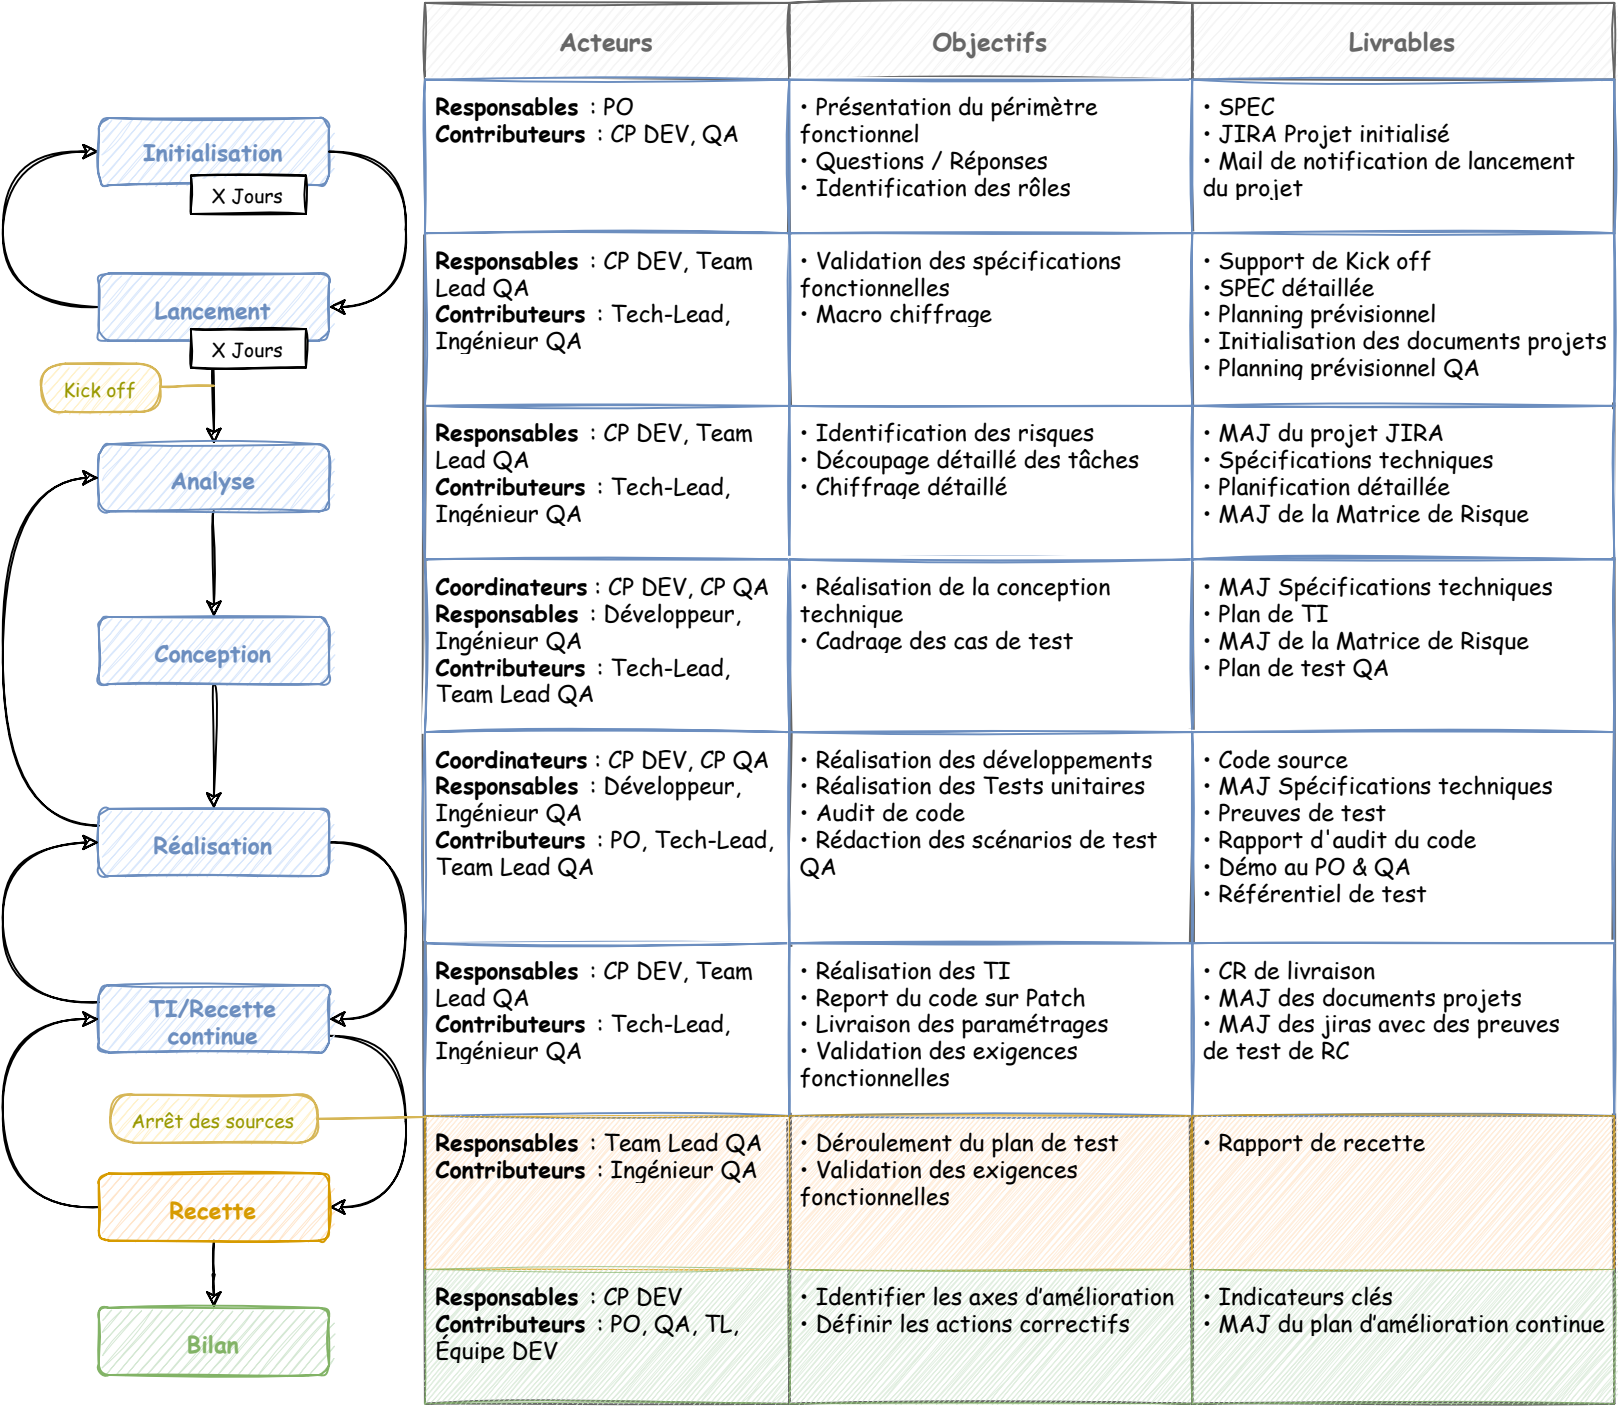 Acteurs
Objectifs
Livrables
Initialisation
X Jours
Responsables : PO
Contributeurs : CP DEV, QA
• Présentation du périmètre
fonctionnel
• Questions / Réponses
• Identification des rôles
• SPEC
• JIRA Projet initialisé
• Mail de notification de lancement
du projet
Lancement
X Jours
Kick off
Responsables : CP DEV, Team
Lead QA
Contributeurs : Tech-Lead,
Ingénieur QA
• Validation des spécifications
fonctionnelles
• Macro chiffrage
• Support de Kick off
• SPEC détaillée
• Planning prévisionnel
• Initialisation des documents projets
• Planning prévisionnel QA
Analyse
Responsables : CP DEV, Team
Lead QA
Contributeurs : Tech-Lead,
Ingénieur QA
• Identification des risques
• Découpage détaillé des tâches
• Chiffrage détaillé
• MAJ du projet JIRA
• Spécifications techniques
• Planification détaillée
• MAJ de la Matrice de Risque
Conception
Coordinateurs : CP DEV, CP QA
Responsables : Développeur,
Ingénieur QA
Contributeurs : Tech-Lead,
Team Lead QA
• Réalisation de la conception
technique
• Cadrage des cas de test
• MAJ Spécifications techniques
• Plan de TI
• MAJ de la Matrice de Risque
• Plan de test QA
Réalisation
Coordinateurs : CP DEV, CP QA
Responsables : Développeur,
Ingénieur QA
Contributeurs : PO, Tech-Lead,
Team Lead QA
• Réalisation des développements
• Réalisation des Tests unitaires
• Audit de code
• Rédaction des scénarios de test
QA
• Code source
• MAJ Spécifications techniques
• Preuves de test
• Rapport d'audit du code
• Démo au PO & QA
• Référentiel de test
TI/Recette
continue
Responsables : CP DEV, Team
Lead QA
Contributeurs : Tech-Lead,
Ingénieur QA
• Réalisation des TI
• Report du code sur Patch
• Livraison des paramétrages
• Validation des exigences
fonctionnelles
• CR de livraison
• MAJ des documents projets
• MAJ des jiras avec des preuves
de test de RC
Arrêt des sources
Recette
Responsables : Team Lead QA
Contributeurs : Ingénieur QA
• Déroulement du plan de test
• Validation des exigences
fonctionnelles
• Rapport de recette
Bilan
Responsables : CP DEV
Contributeurs : PO, QA, TL,
Équipe DEV
• Identifier les axes d’amélioration
• Définir les actions correctifs
• Indicateurs clés
• MAJ du plan d’amélioration continue